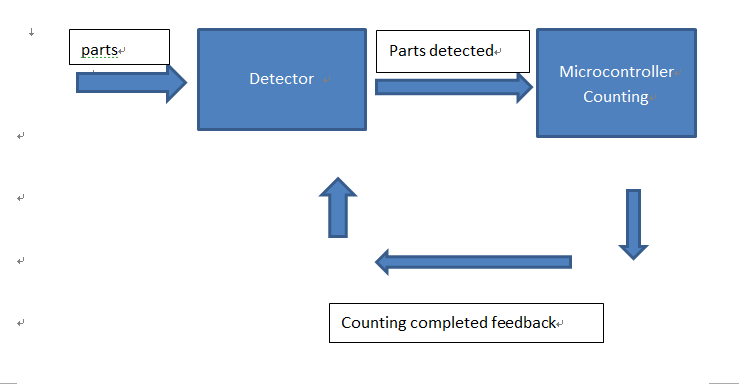 parts
Detector
Parts detected
Microcontroller
Counting
Counting completed feedback